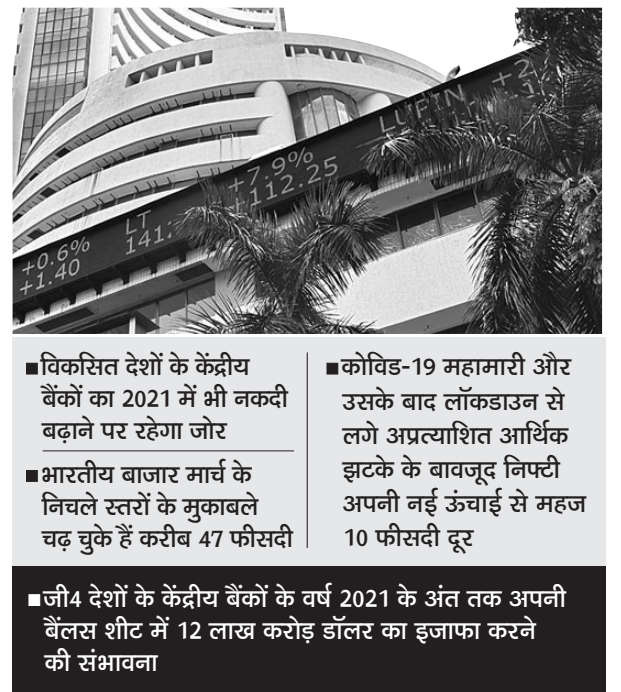 +2
LUPIN
+7.9%
+112.25
LT
141.
+0.6%
+1.40
■विकसित देशों के केंद्रीय
बैंकों का 2021 में भी नकदी
बढ़ाने पर रहेगा जोर
■भारतीय बाजार मार्च के
निचले स्तरों के मुकाबले
चढ़ चुके हैं करीब 47 फीसदी
■कोविड-19 महामारी और
उसके बाद लॉकडाउन से
लगे अप्रत्याशित आर्थिक
झटके के बावजूद निफ्टी
अपनी नई ऊंचाई से महज
10 फीसदी दूर
■जी4 देशों के केंद्रीय बैंकों के वर्ष 2021 के अंत तक अपनी
बैंलस शीट में 12 लाख करोड़ डॉलर का इजाफा करने
की संभावना